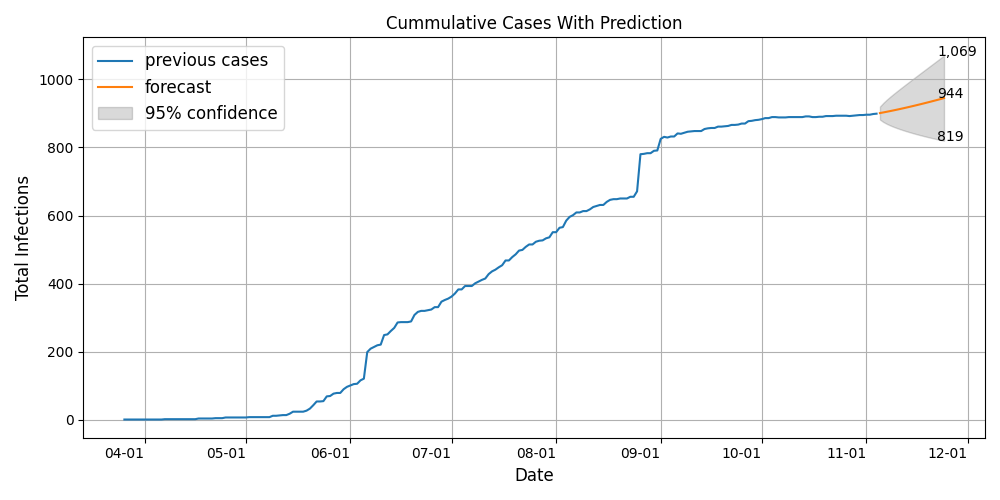 Cummulative Cases With Prediction
previous cases
forecast
95% confidence
1,069
944
819
Total Infections
1000
800
600
400
200
0
04-01 05-01 06-01 07-01 08-01 09-01 10-01 11-01 12-01
Date